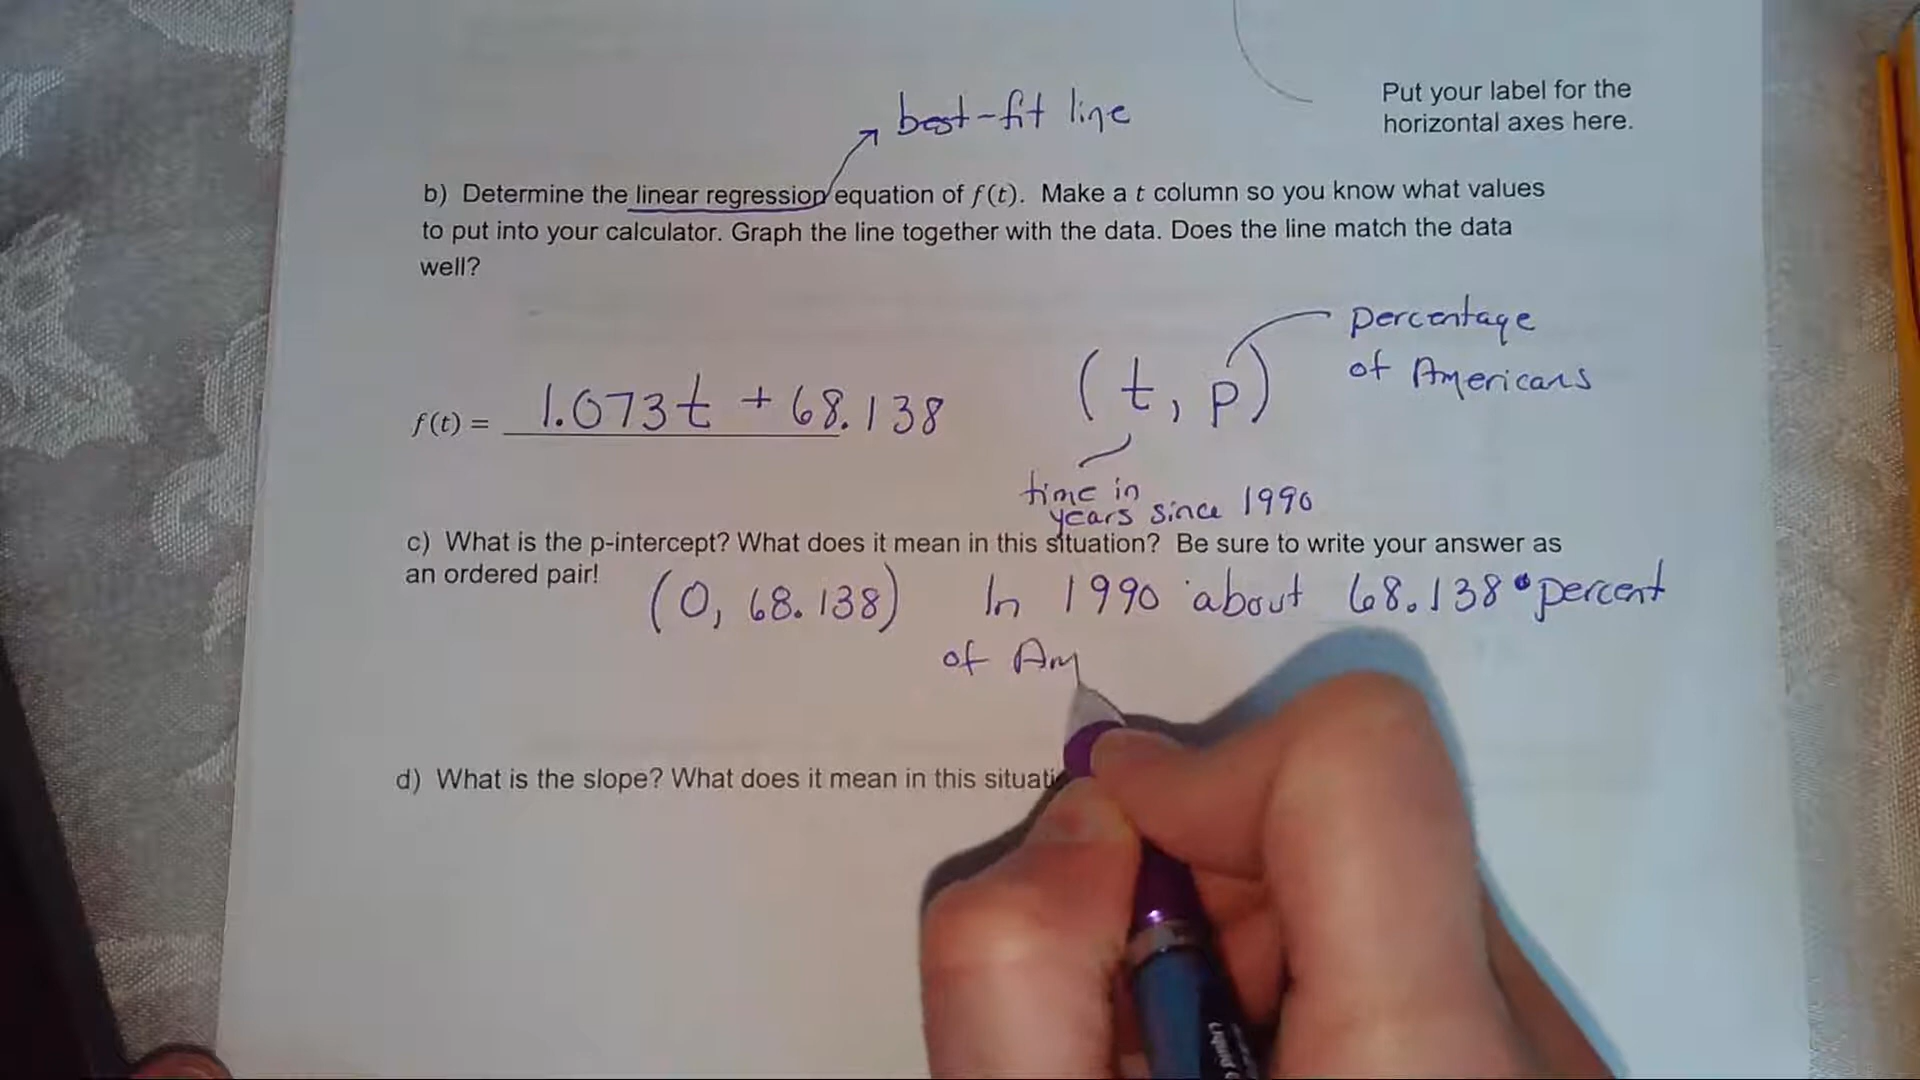 best-fit line
Put your label for the
horizontal axes here.
b) Determine the linear regression equation of f(t). Make a t column so you know what values
to put into your calculator. Graph the line together with the data. Does the line match the data
well?
percentage
of Americans
(t, p)
f(t) = 1.073t + 68.138
time in
years since 1990
c) What is the p-intercept? What does it mean in this situation? Be sure to write your answer as
an ordered pair!
(0, 68.138) In 1990 about 68.138 percent
of Am
d) What is the slope? What does it mean in this situati
Liquid